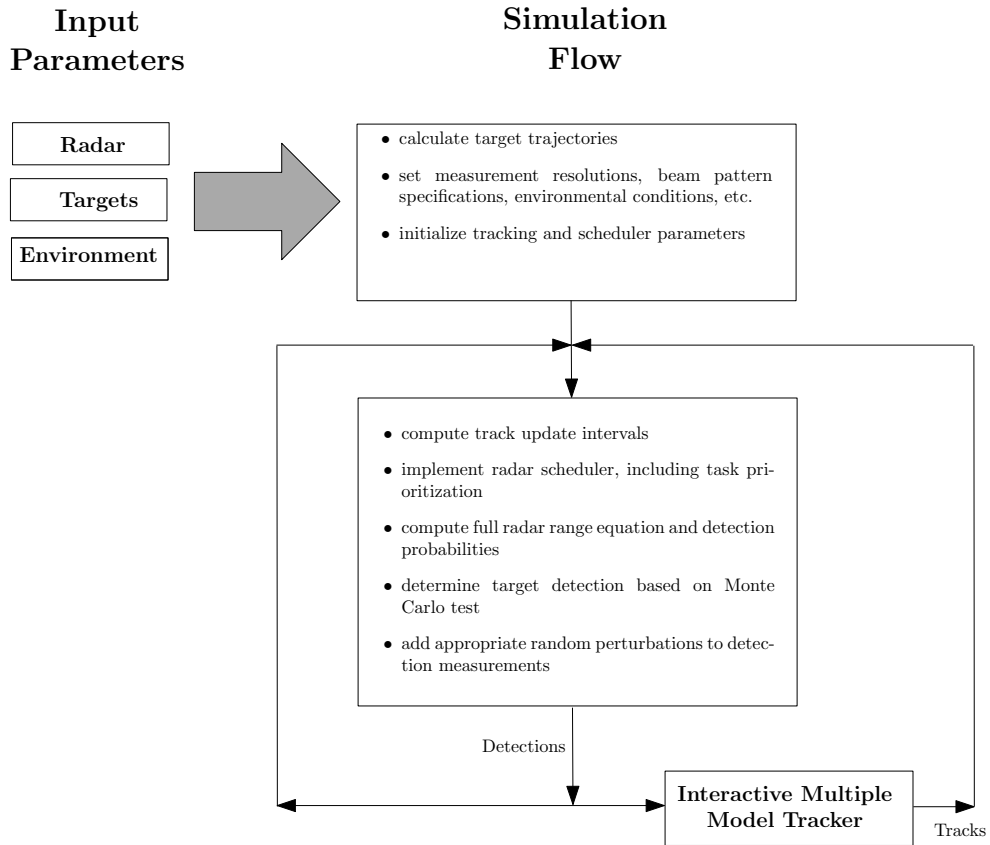 Input
Parameters
Simulation
Flow
Radar
Targets
Environment
• calculate target trajectories
• set measurement resolutions, beam pattern
specifications, environmental conditions, etc.
• initialize tracking and scheduler parameters
• compute track update intervals
• implement radar scheduler, including task pri-
oritization
• compute full radar range equation and detection
probabilities
• determine target detection based on Monte
Carlo test
• add appropriate random perturbations to detec-
tion measurements
Detections
Interactive Multiple
Model Tracker
Tracks